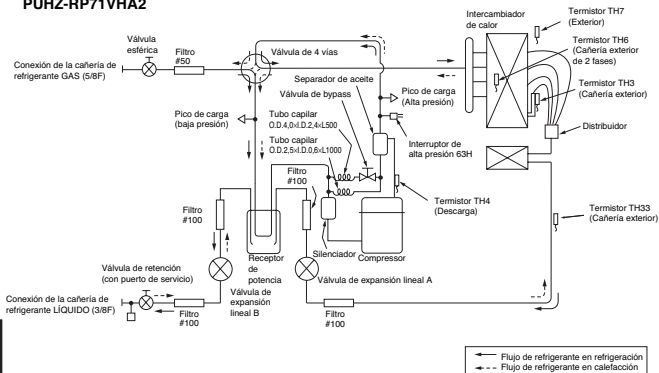 PUHZ-RP71VHA2
Válvula
esférica
Filtro
#50
Conexión de la cañería de
refrigerante GAS (5/8F)
Válvula de 4 vías
Intercambiador
de calor
Termistor TH7
(Exterior)
Termistor TH6
(Cañería exterior
de 2 fases)
Termistor TH3
(Cañería exterior)
Distribuidor
Separador de aceite
Válvula de bypass
Pico de carga
(Alta presión)
Pico de carga
(baja presión)
Tubo capilar
O.D.4,0×I.D.2,4×L500
Tubo capilar
O.D.2,5×I.D.0,6×L1000
Interruptor de
alta presión 63H
Filtro
#100
Termistor TH4
(Descarga)
Termistor TH33
(Cañería exterior)
Filtro
#100
Silenciador
Compressor
Receptor
de
potencia
Válvula de retención
(con puerto de servicio)
Válvula de expansión lineal A
Válvula de
expansión
lineal B
Conexión de la cañería de
refrigerante LÍQUIDO (3/8F)
Filtro
#100
Filtro
#100
Flujo de refrigerante en refrigeración
Flujo de refrigerante en calefacción